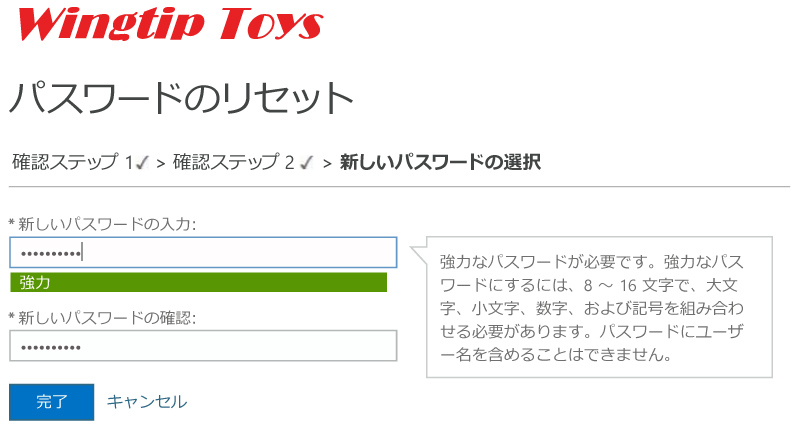 Wingtip Toys
パスワードのリセット
確認ステップ 1✓ > 確認ステップ 2 ✓ > 新しいパスワードの選択
* 新しいパスワードの入力:
••••••••••
強力
* 新しいパスワードの確認:
••••••••••
強力なパスワードが必要です。強力なパス
ワードにするには、8 ～ 16 文字で、大文
字、小文字、数字、および記号を組み合わ
せる必要があります。パスワードにユーザ
ー名を含めることはできません。
完了 キャンセル